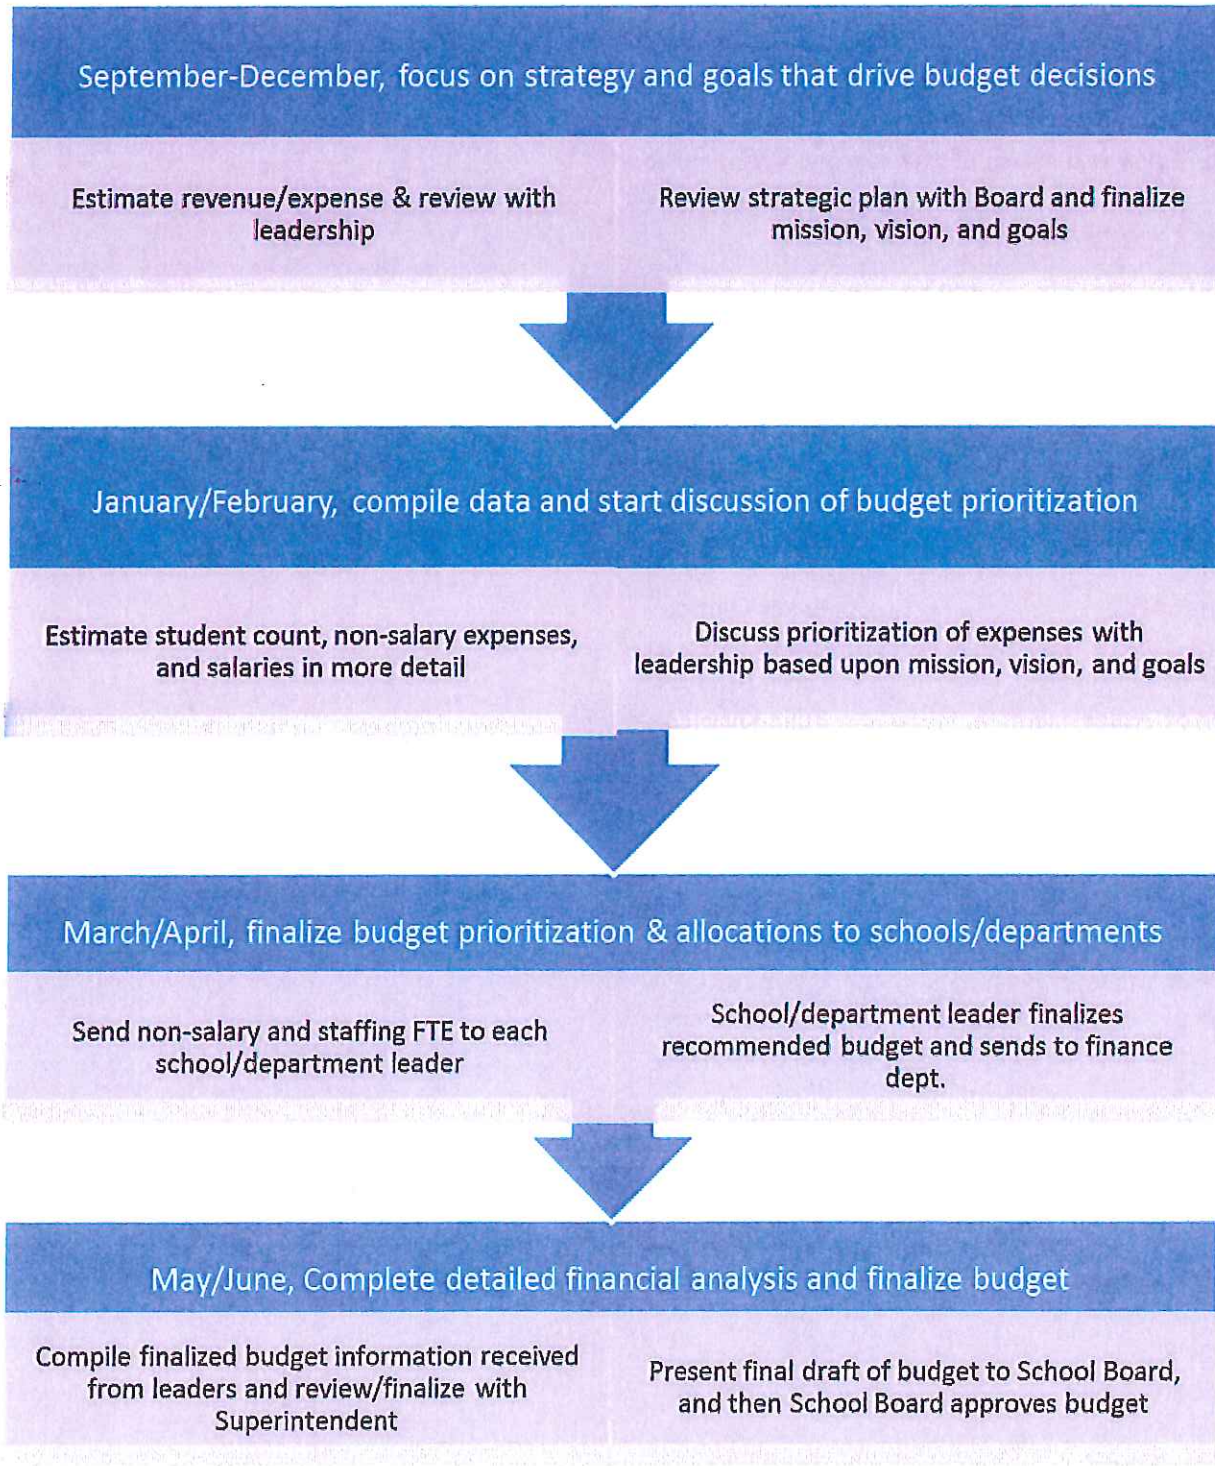 September-December, focus on strategy and goals that drive budget decisions
Estimate revenue/expense & review with
leadership
Review strategic plan with Board and finalize
mission, vision, and goals
January/February, compile data and start discussion of budget prioritization
Estimate student count, non-salary expenses,
and salaries in more detail
Discuss prioritization of expenses with
leadership based upon mission, vision, and goals
March/April, finalize budget prioritization & allocations to schools/departments
Send non-salary and staffing FTE to each
school/department leader
School/department leader finalizes
recommended budget and sends to finance
dept.
May/June, Complete detailed financial analysis and finalize budget
Compile finalized budget information received
from leaders and review/finalize with
Superintendent
Present final draft of budget to School Board,
and then School Board approves budget